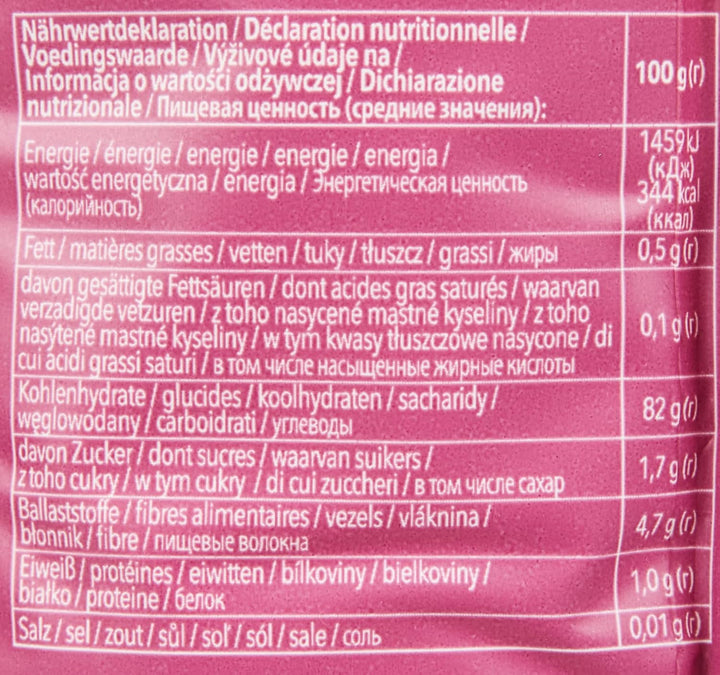 Nährwertdeklaration / Déclaration nutritionnelle /
Voedingswaarde / Výživové údaje na /
Informacja o wartości odżywczej / Dichiarazione
nutrizionale / Пищевая ценность (средние значения):
100 g(г)
Energie / énergie / energie / energie / energia /
wartość energetyczna / energia / Энергетическая ценность
(калорийность)
1459 kJ
(кДж)
344 kcal
(ккал)
Fett / matières grasses / vetten / tuky / tłuszcz / grassi / жиры
0,5 g(г)
davon gesättigte Fettsäuren / dont acides gras saturés / waarvan
verzadigde vetzuren / z toho nasycené mastné kyseliny / z toho
nasýtené mastné kyseliny / w tym kwasy tłuszczowe nasycone / di
cui acidi grassi saturi / в том числе насыщенные жирные кислоты
0,1 g(г)
Kohlenhydrate / glucides / koolhydraten / sacharidy /
węglowodany / carboidrati / углеводы
82 g(г)
davon Zucker / dont sucres / waarvan suikers /
z toho cukry / w tym cukry / di cui zuccheri / в том числе сахар
1,7 g(г)
Ballaststoffe / fibres alimentaires / vezels / vláknina /
błonnik / fibre / пищевые волокна
4,7 g (г)
Eiweiß / protéines / eiwitten / bílkoviny / bielkoviny /
białko / proteine / белок
1,0 g(г)
Salz / sel / zout / sůl / soľ / sól / sale / соль
0,01 g(г)